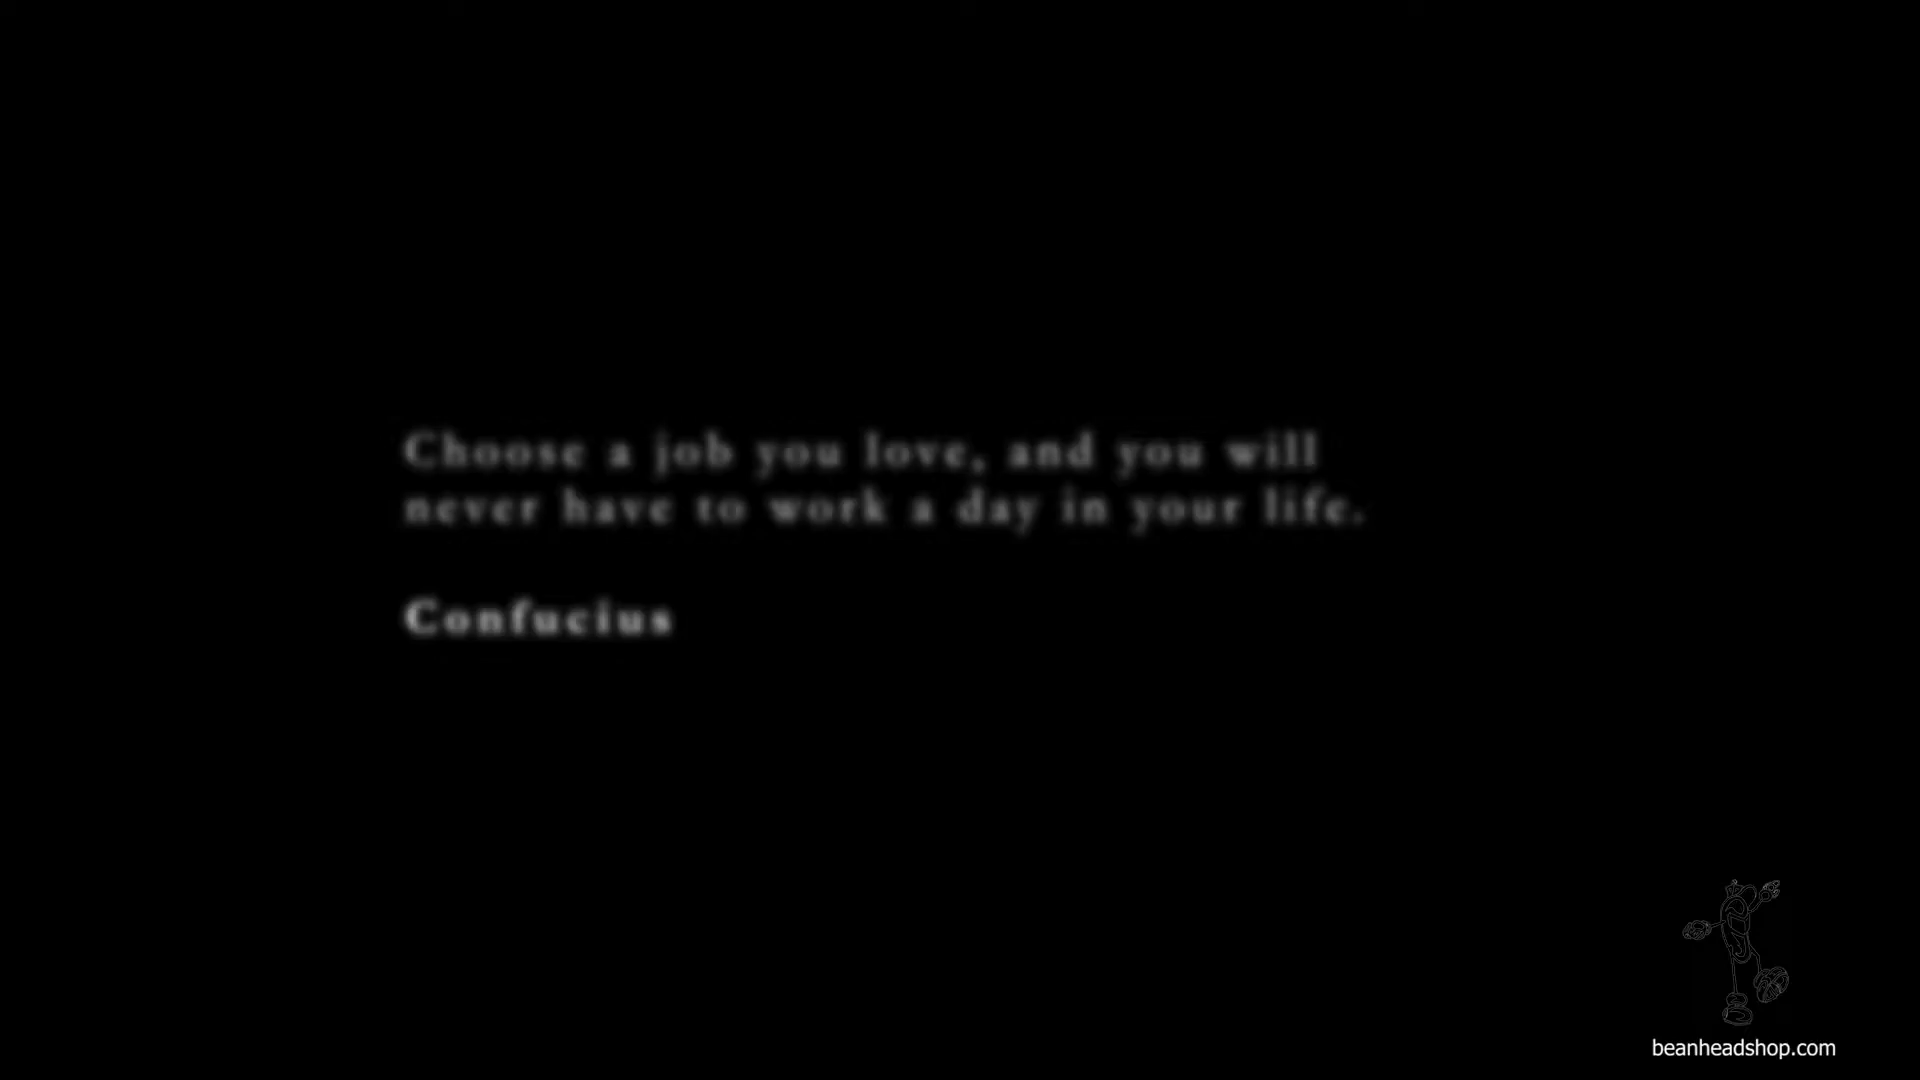 Choose a job you love, and you will
never have to work a day in your life.
Confucius
beanheadshop.com